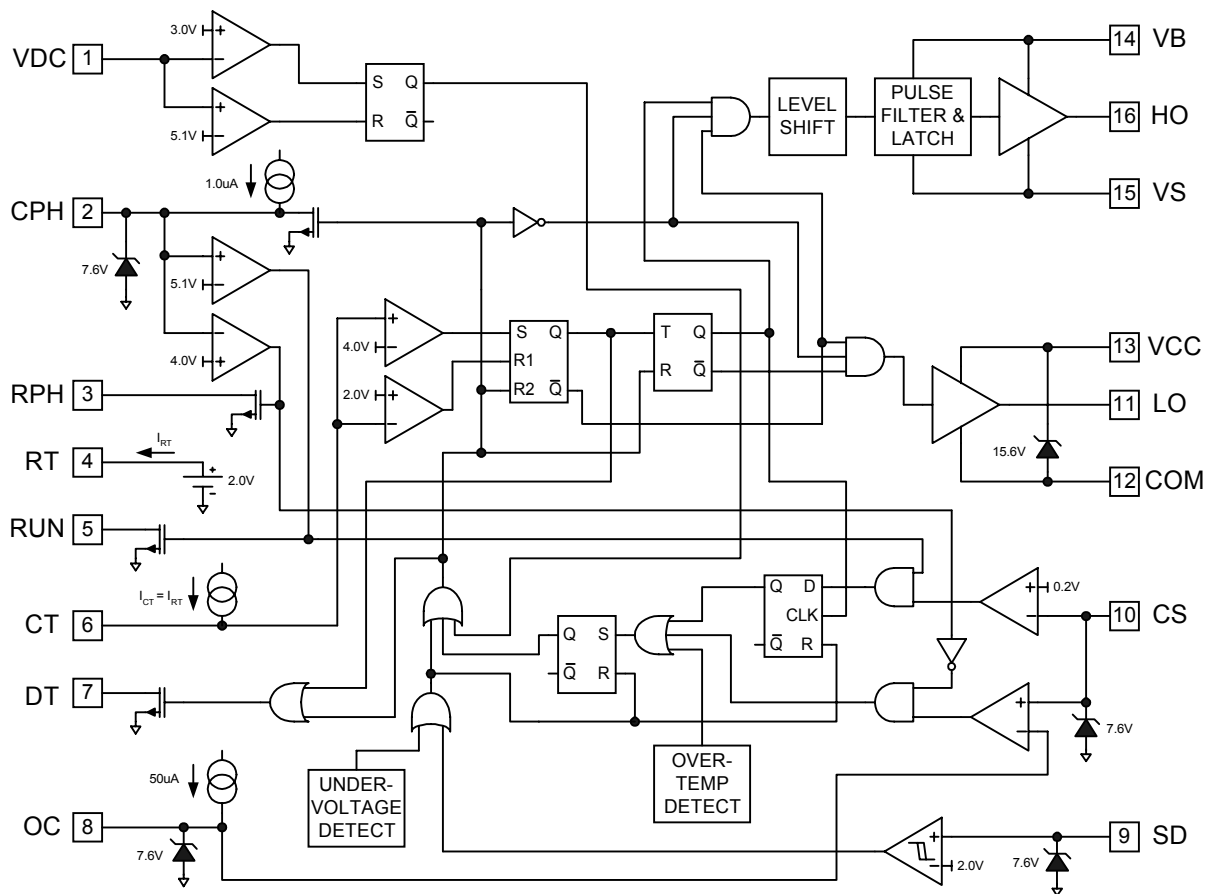 VDC 1
3.0V
5.1V
S Q
R Q
14 VB
LEVEL
SHIFT
PULSE
FILTER &
LATCH
16 HO
15 VS
1.0uA
CPH 2
7.6V
5.1V
4.0V
4.0V
2.0V
S Q
R1
R2 Q
T Q
R Q
13 VCC
RPH 3
11 LO
15.6V
12 COM
RT 4
IRT
2.0V
RUN 5
ICT = IRT
CT 6
Q D
CLK
Q R
0.2V
10 CS
Q S
Q R
DT 7
7.6V
50uA
UNDER-
VOLTAGE
DETECT
OVER-
TEMP
DETECT
OC 8
7.6V
2.0V
7.6V
9 SD